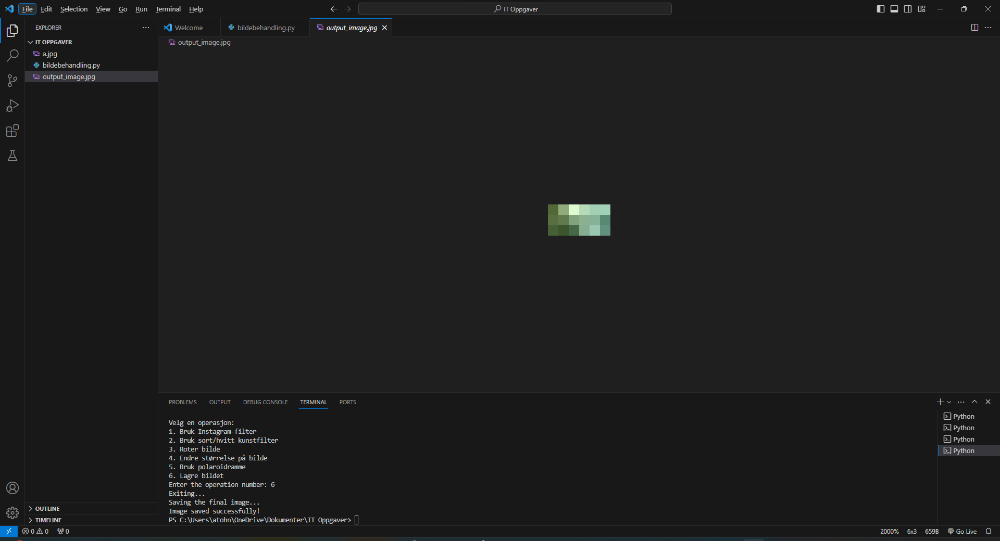 File Edit Selection View Go Run Terminal Help
IT Oppgaver
EXPLORER
Welcome
bildebehandling.py
output_image.jpg
IT OPPGAVER
output_image.jpg
a.jpg
bildebehandling.py
output_image.jpg
PROBLEMS OUTPUT DEBUG CONSOLE TERMINAL PORTS
Velg en operasjon:
1. Bruk Instagram-filter
2. Bruk sort/hvitt kunstfilter
3. Roter bilde
4. Endre størrelse på bilde
5. Bruk polaroidramme
6. Lagre bildet
Enter the operation number: 6
Exiting...
Saving the final image...
Image saved successfully!
PS C:\Users\atohn\OneDrive\Dokumenter\IT Oppgaver>
Python
Python
Python
Python
OUTLINE
TIMELINE
0 0 0
2000% 6x3 659B Go Live